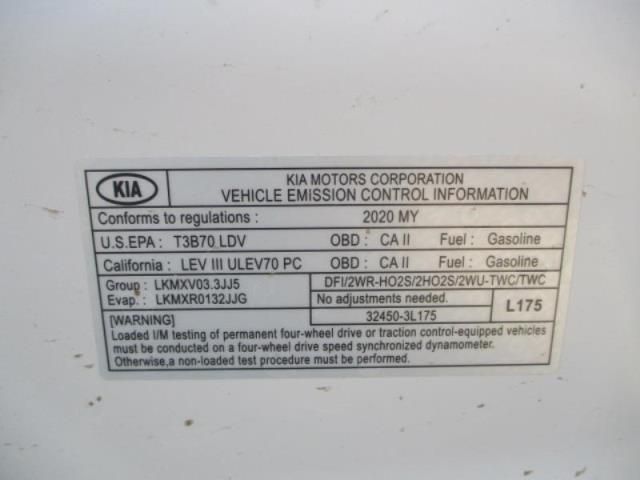 KIA
KIA MOTORS CORPORATION
VEHICLE EMISSION CONTROL INFORMATION
Conforms to regulations : 2020 MY
U.S.EPA : T3B70 LDV OBD : CA II Fuel : Gasoline
California : LEV III ULEV70 PC OBD : CA II Fuel : Gasoline
Group : LKMXV03.3JJ5 DFI/2WR-HO2S/2HO2S/2WU-TWC/TWC
Evap. : LKMXR0132JJG No adjustments needed. L175
32450-3L175
[WARNING]
Loaded I/M testing of permanent four-wheel drive or traction control-equipped vehicles
must be conducted on a four-wheel drive speed synchronized dynamometer.
Otherwise,a non-loaded test procedure must be performed.